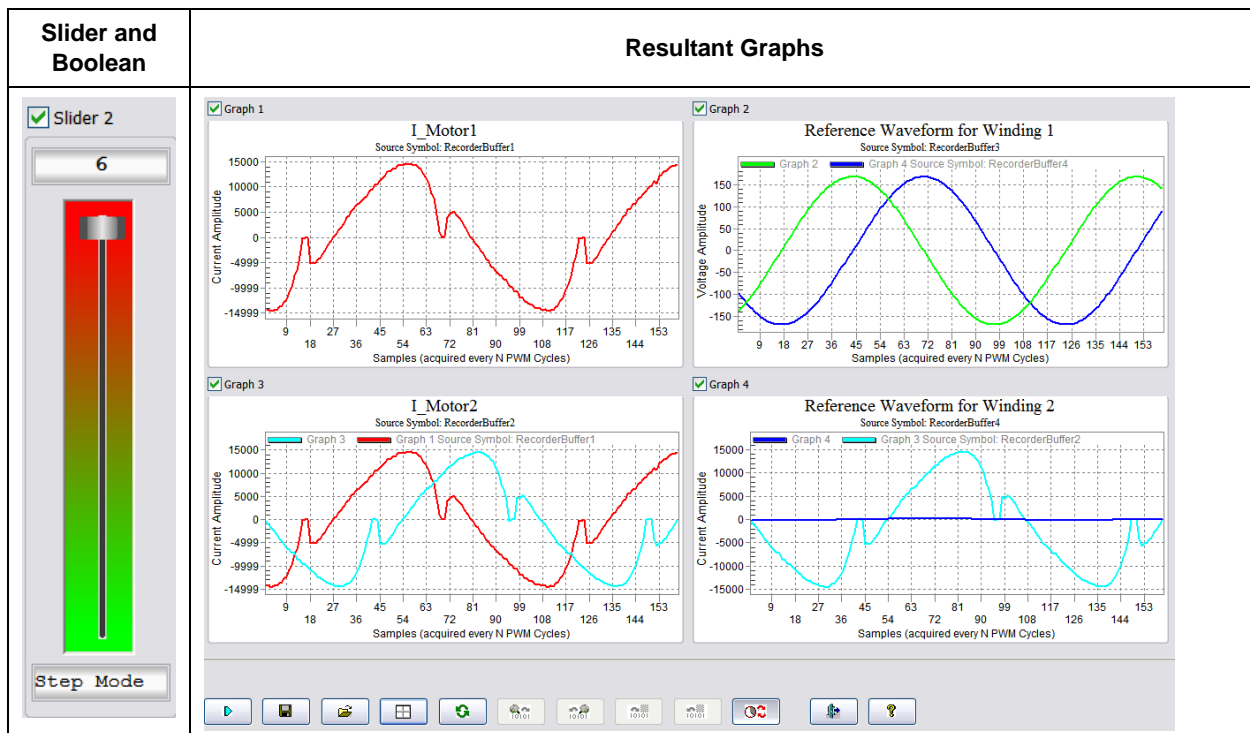 Slider and
Boolean
Resultant Graphs
Slider 2
6
Step Mode
Graph 1
I_Motor1
Source Symbol: RecorderBuffer1
Current Amplitude
15000
10000
5000
0
-4999
-9999
-14999
9 27 45 63 81 99 117 135 153
18 36 54 72 90 108 126 144
Samples (acquired every N PWM Cycles)
Graph 2
Reference Waveform for Winding 1
Source Symbol: RecorderBuffer3
Graph 2 Graph 4 Source Symbol: RecorderBuffer4
Voltage Amplitude
150
100
50
0
-50
-100
-150
9 18 27 36 45 54 63 72 81 90 99 108 117 126 135 144 153
Samples (acquired every N PWM Cycles)
Graph 3
I_Motor2
Source Symbol: RecorderBuffer2
Graph 3 Graph 1 Source Symbol: RecorderBuffer1
Current Amplitude
15000
10000
5000
0
-4999
-9999
-14999
9 27 45 63 81 99 117 135 153
18 36 54 72 90 108 126 144
Samples (acquired every N PWM Cycles)
Graph 4
Reference Waveform for Winding 2
Source Symbol: RecorderBuffer4
Graph 4 Graph 3 Source Symbol: RecorderBuffer2
Current Amplitude
15000
10000
5000
0
-5000
-10000
-15000
9 27 45 63 81 99 117 135 153
18 36 54 72 90 108 126 144
Samples (acquired every N PWM Cycles)
10101 10101 10101 10101
?